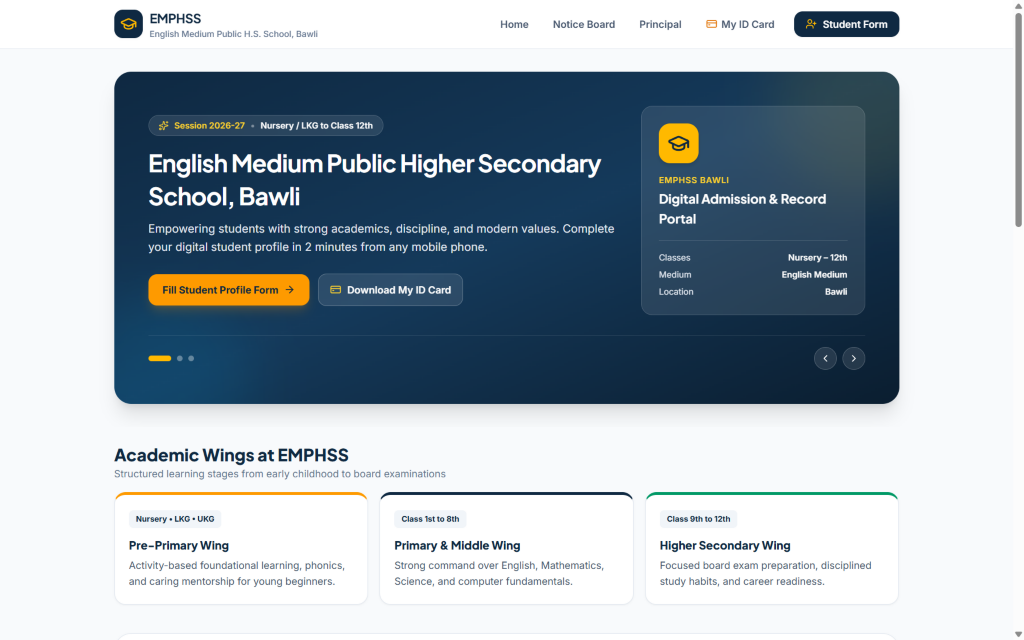 EMPHSS
English Medium Public H.S. School, Bawli
Home
Notice Board
Principal
My ID Card
Student Form
Session 2026-27 • Nursery / LKG to Class 12th
English Medium Public Higher Secondary
School, Bawli
Empowering students with strong academics, discipline, and modern values. Complete
your digital student profile in 2 minutes from any mobile phone.
Fill Student Profile Form →
Download My ID Card
EMPHSS BAWLI
Digital Admission & Record
Portal
Classes Nursery – 12th
Medium English Medium
Location Bawli
Academic Wings at EMPHSS
Structured learning stages from early childhood to board examinations
Nursery • LKG • UKG
Pre-Primary Wing
Activity-based foundational learning, phonics,
and caring mentorship for young beginners.
Class 1st to 8th
Primary & Middle Wing
Strong command over English, Mathematics,
Science, and computer fundamentals.
Class 9th to 12th
Higher Secondary Wing
Focused board exam preparation, disciplined
study habits, and career readiness.